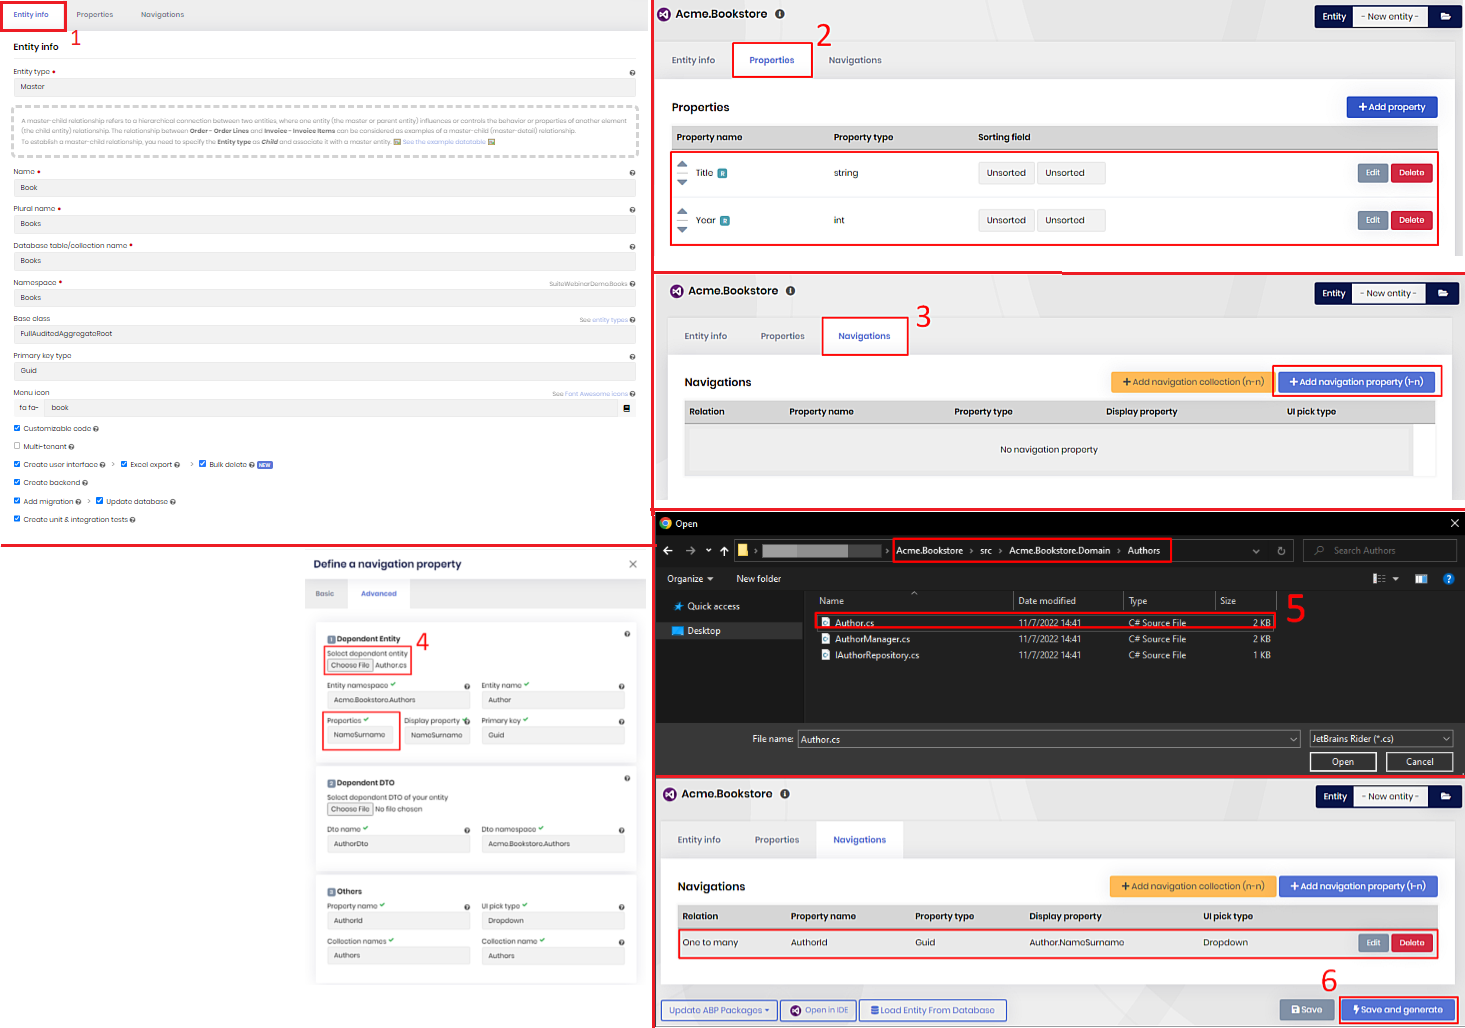 Entity info Properties Navigations
1
Entity info
Entity type •
Master
A master-child relationship refers to a hierarchical connection between two entities, where one entity (the master or parent entity) influences or controls the behavior or properties of another element
(the child entity) relationship. The relationship between Order - Order Lines and Invoice - Invoice Items can be considered as examples of a master-child (master-detail) relationship.
To establish a master-child relationship, you need to specify the Entity type as Child and associate it with a master entity. See the example datatable
Name •
Book
Plural name •
Books
Database table/collection name •
Books
Namespace • SuiteWebinarDemo.Books
Books
Base class See entity types
FullAuditedAggregateRoot
Primary key type
Guid
Menu icon See Font Awesome icons
fa fa- book
Customizable code
Multi-tenant
Create user interface > Excel export > Bulk delete NEW
Create backend
Add migration > Update database
Create unit & integration tests
Acme.Bookstore Entity - New entity -
2
Entity info Properties Navigations
Properties + Add property
Property name Property type Sorting field
Title R string Unsorted Unsorted Edit Delete
Year R int Unsorted Unsorted Edit Delete
Acme.Bookstore Entity - New entity -
3
Entity info Properties Navigations
Navigations + Add navigation collection (n-n) + Add navigation property (1-n)
Relation Property name Property type Display property UI pick type
No navigation property
Define a navigation property ×
Basic Advanced
4
1 Dependent Entity
Select dependent entity
Choose File Author.cs
Entity namespace Entity name
Acme.Bookstore.Authors Author
Properties Display property Primary key
NameSurname NameSurname Guid
2 Dependent DTO
Select dependent DTO of your entity
Choose File No file chosen
Dto name Dto namespace
AuthorDto Acme.Bookstore.Authors
3 Others
Property name UI pick type
AuthorId Dropdown
Collection names Collection name
Authors Authors
Open
Acme.Bookstore > src > Acme.Bookstore.Domain > Authors Search Authors
Organize New folder
Quick access
Desktop
Name Date modified Type Size
5
Author.cs 11/7/2022 14:41 C# Source File 2 KB
AuthorManager.cs 11/7/2022 14:41 C# Source File 2 KB
IAuthorRepository.cs 11/7/2022 14:41 C# Source File 1 KB
File name: Author.cs JetBrains Rider (*.cs)
Open Cancel
Acme.Bookstore Entity - New entity -
Entity info Properties Navigations
Navigations + Add navigation collection (n-n) + Add navigation property (1-n)
Relation Property name Property type Display property UI pick type
One to many AuthorId Guid Author.NameSurname Dropdown Edit Delete
6
Update ABP Packages Open in IDE Load Entity From Database Save Save and generate